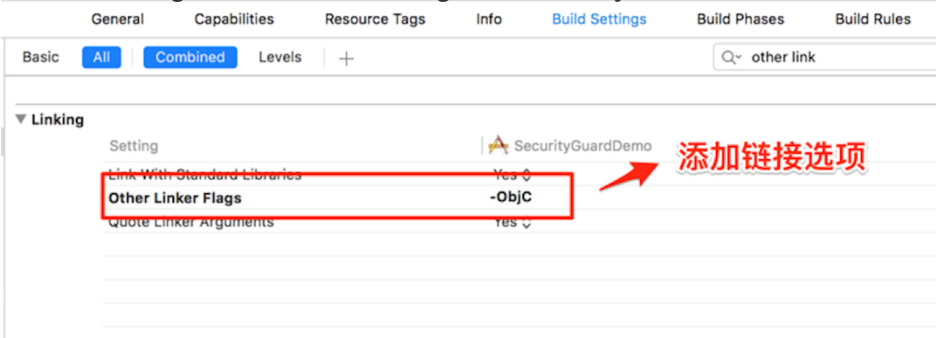 General Capabilities Resource Tags Info Build Settings Build Phases Build Rules
Basic All Combined Levels + other link
Linking
Setting SecurityGuardDemo
添加链接选项
Link With Standard Libraries Yes
Other Linker Flags -ObjC
Quote Linker Arguments Yes